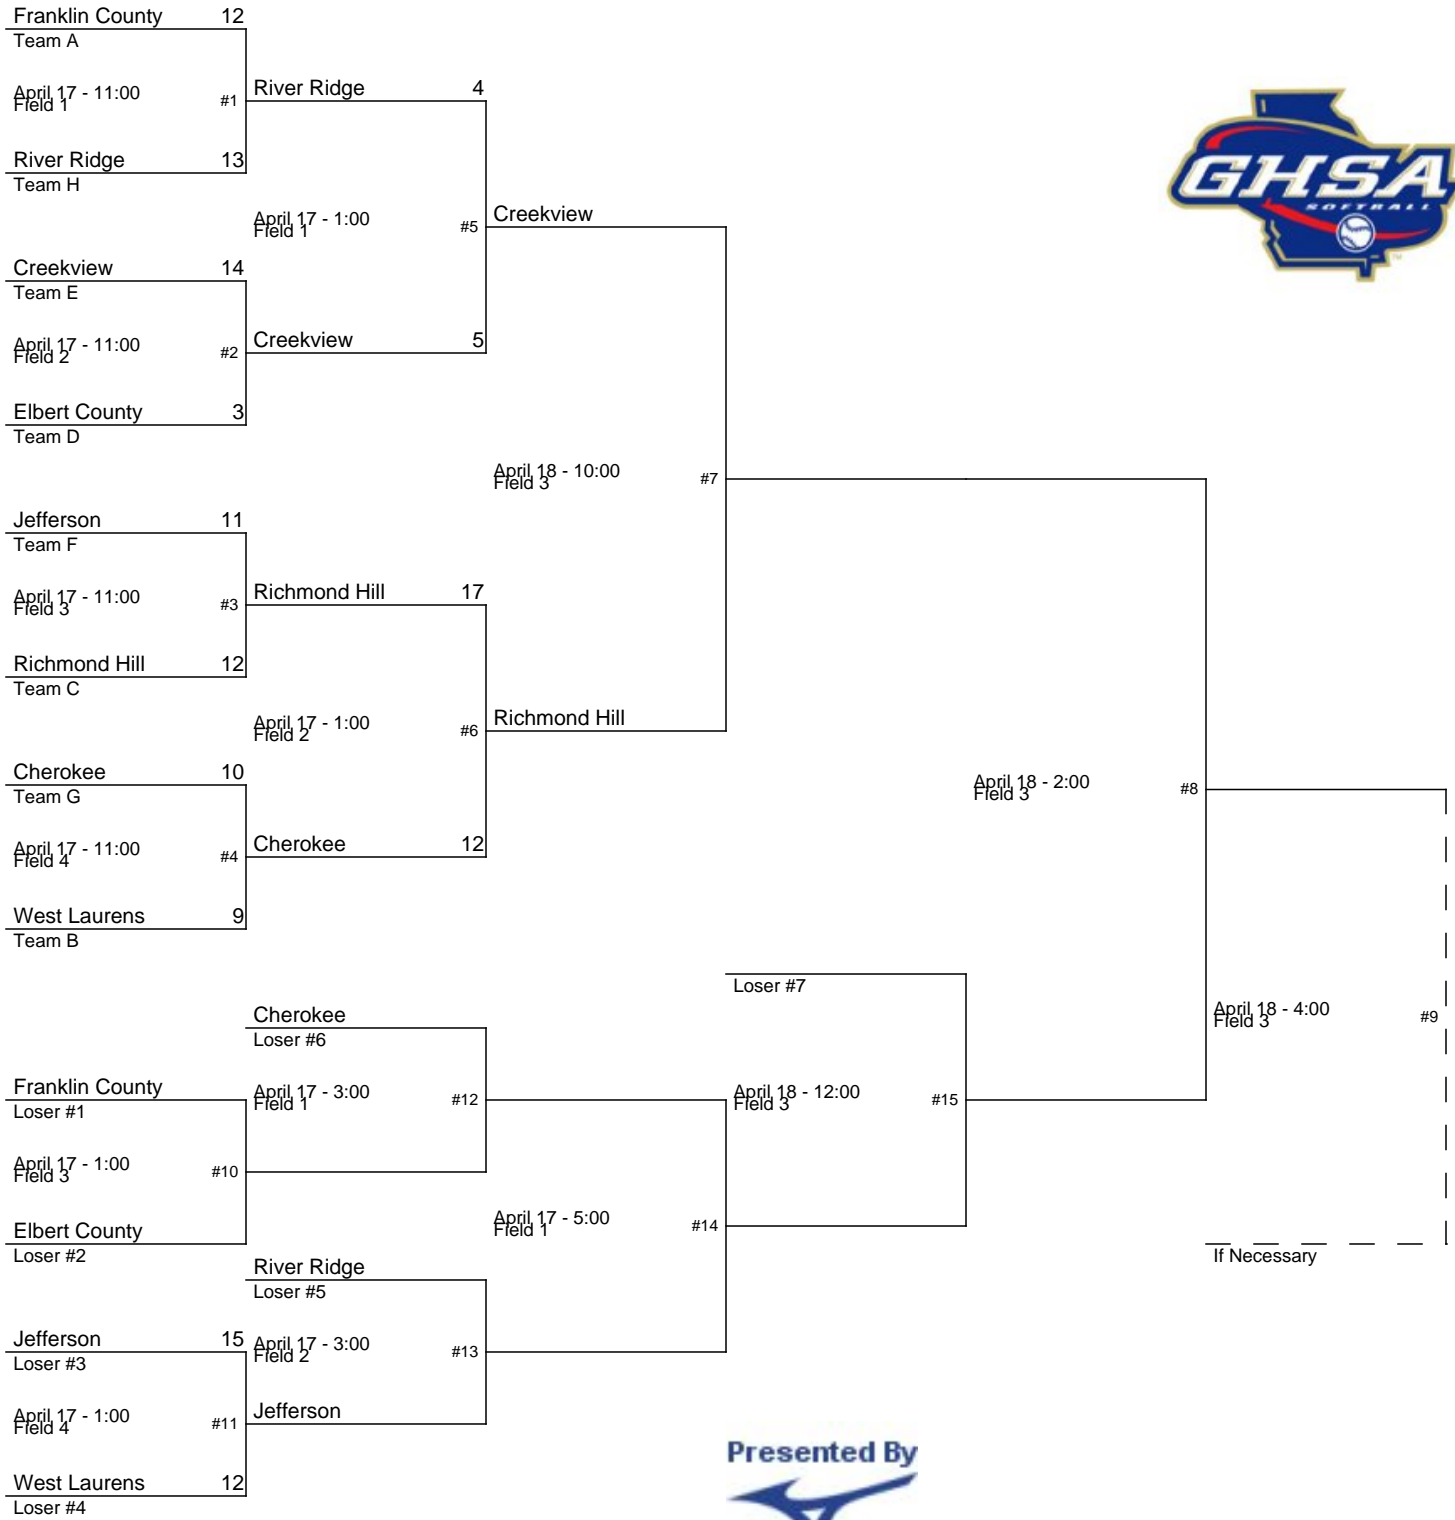 Franklin County 12
Team A
April 17 - 11:00
Field 1
#1
River Ridge 13
Team H
River Ridge 4
April 17 - 1:00
Field 1
#5
Creekview 14
Team E
April 17 - 11:00
Field 2
#2
Elbert County 3
Team D
Creekview 5
Creekview
April 18 - 10:00
Field 3
#7
Jefferson 11
Team F
April 17 - 11:00
Field 3
#3
Richmond Hill 12
Team C
Richmond Hill 17
April 17 - 1:00
Field 2
#6
Richmond Hill
Cherokee 10
Team G
April 17 - 11:00
Field 4
#4
West Laurens 9
Team B
Cherokee 12
April 18 - 2:00
Field 3
#8
Cherokee
Loser #6
April 17 - 3:00
Field 1
#12
Franklin County
Loser #1
April 17 - 1:00
Field 3
#10
Elbert County
Loser #2
Loser #7
April 18 - 12:00
Field 3
#15
April 18 - 4:00
Field 3
#9
If Necessary
April 17 - 5:00
Field 1
#14
River Ridge
Loser #5
April 17 - 3:00
Field 2
#13
Jefferson 15
Loser #3
April 17 - 1:00
Field 4
#11
Jefferson
West Laurens 12
Loser #4
GHSA
SOFTBALL
TM
Presented By